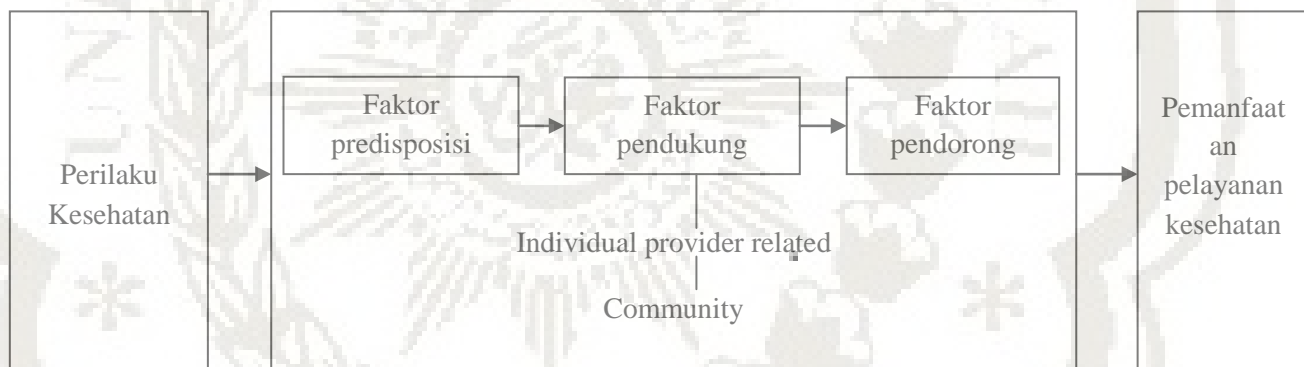 Perilaku
Kesehatan
Faktor
predisposisi
Faktor
pendukung
Faktor
pendorong
Individual provider related
Community
Pemanfaat
an
pelayanan
kesehatan